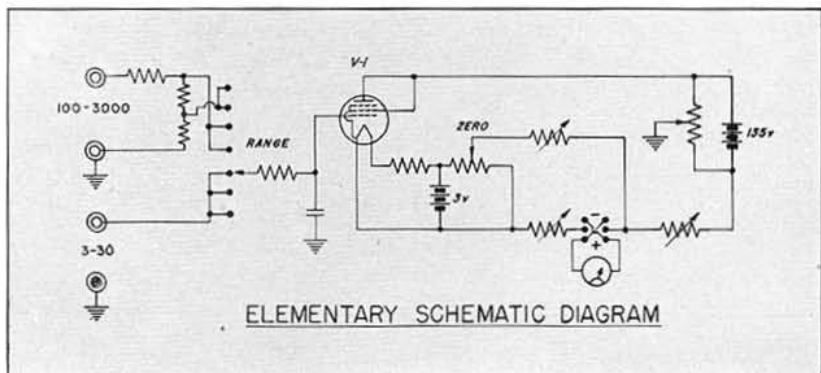 V-1
100-3000
RANGE
ZERO
135v
3v
3-30
-
+
ELEMENTARY SCHEMATIC DIAGRAM